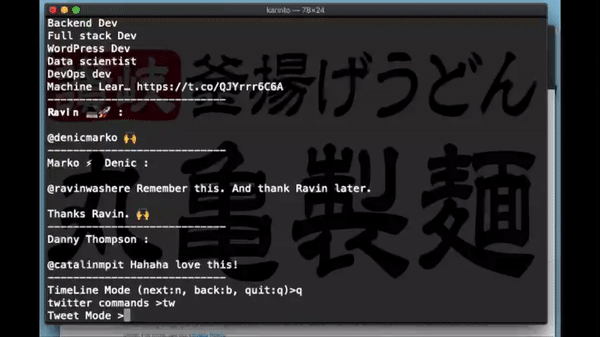 karinto — 78×24
Backend Dev
Full stack Dev
WordPress Dev
Data scientist
DevOps dev
Machine Lear… https://t.co/QJYrrr6C6A
------------------------------
Ravin 💻🚀 :
@denicmarko 🙌
------------------------------
Marko ⚡ Denic :
@ravinwashere Remember this. And thank Ravin later.
Thanks Ravin. 🙌
------------------------------
Danny Thompson :
@catalinmpit Hahaha love this!
------------------------------
TimeLine Mode (next:n, back:b, quit:q)>q
twitter commands >tw
Tweet Mode >
讃岐釜揚げうどん
丸亀製麺